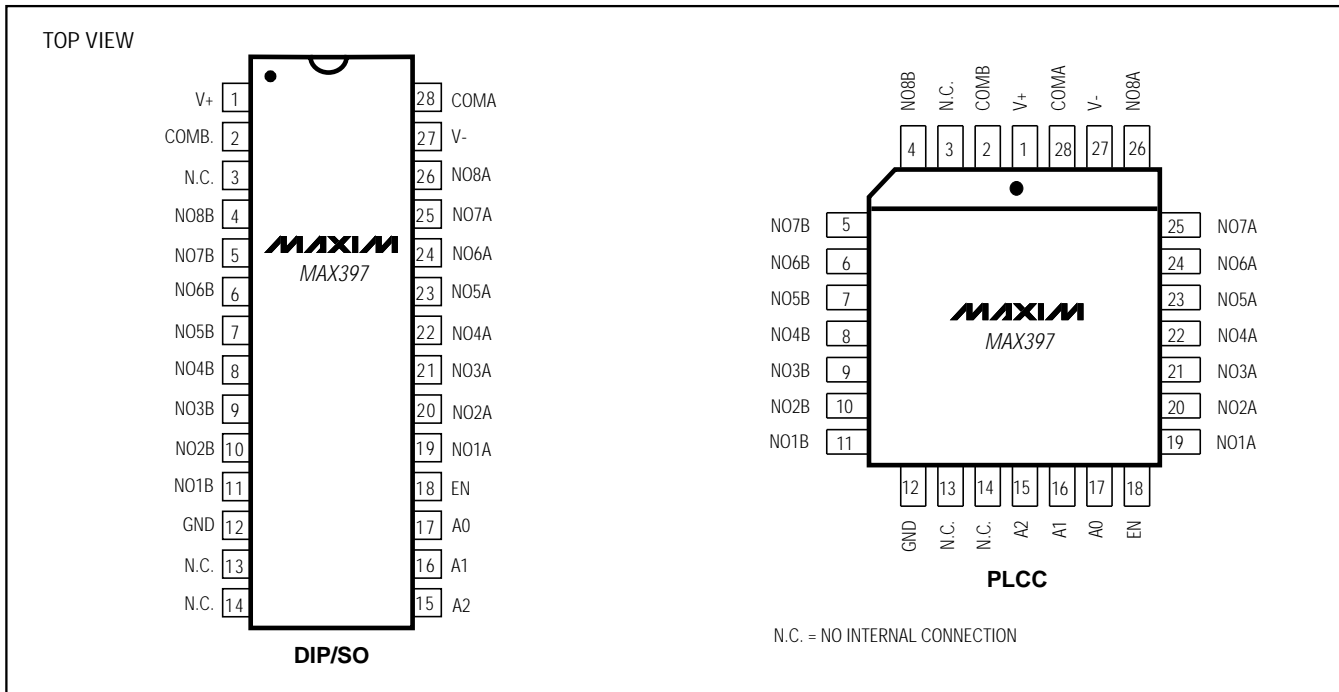 TOP VIEW
V+ 1
COMB. 2
N.C. 3
NO8B 4
NO7B 5
NO6B 6
NO5B 7
NO4B 8
NO3B 9
NO2B 10
NO1B 11
GND 12
N.C. 13
N.C. 14
MAXIM
MAX397
28 COMA
27 V-
26 NO8A
25 NO7A
24 NO6A
23 NO5A
22 NO4A
21 NO3A
20 NO2A
19 NO1A
18 EN
17 A0
16 A1
15 A2
DIP/SO
NO8B N.C. COMB V+ COMA V- NO8A
4 3 2 1 28 27 26
NO7B 5
NO6B 6
NO5B 7
NO4B 8
NO3B 9
NO2B 10
NO1B 11
MAXIM
MAX397
25 NO7A
24 NO6A
23 NO5A
22 NO4A
21 NO3A
20 NO2A
19 NO1A
12 13 14 15 16 17 18
GND N.C. N.C. A2 A1 A0 EN
PLCC
N.C. = NO INTERNAL CONNECTION